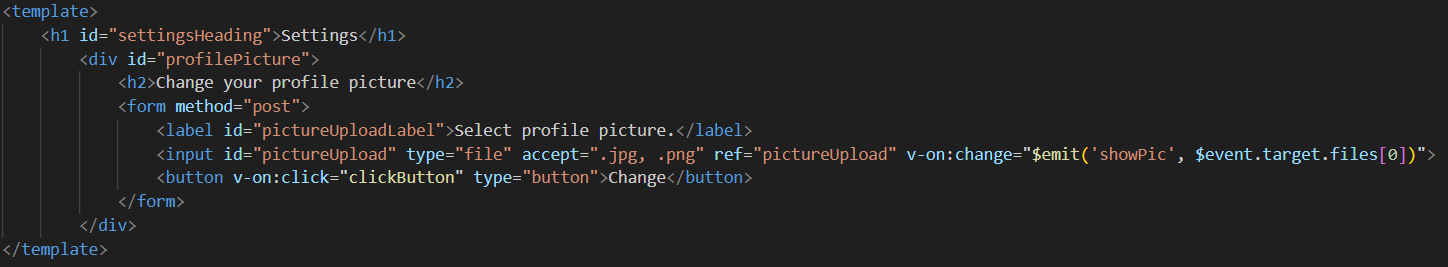 <template>
    <h1 id="settingsHeading">Settings</h1>
        <div id="profilePicture">
            <h2>Change your profile picture</h2>
            <form method="post">
                <label id="pictureUploadLabel">Select profile picture.</label>
                <input id="pictureUpload" type="file" accept=".jpg, .png" ref="pictureUpload" v-on:change="$emit('showPic', $event.target.files[0])">
                <button v-on:click="clickButton" type="button">Change</button>
            </form>
        </div>
</template>